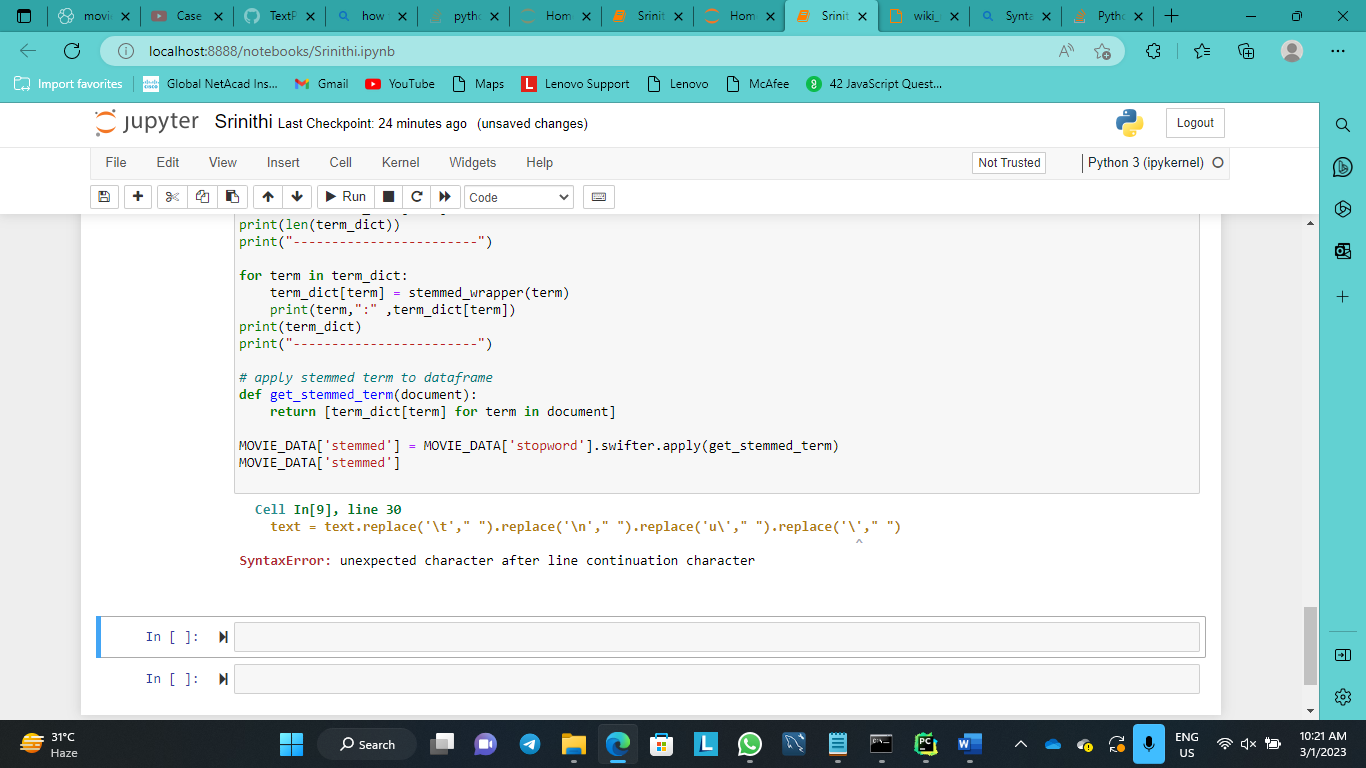 movi
Case
TextP
how
pytho
Hom
Srinit
Hom
Srinit
wiki_
Synta
Pytho
localhost:8888/notebooks/Srinithi.ipynb
Import favorites
Global NetAcad Ins...
Gmail
YouTube
Maps
Lenovo Support
Lenovo
McAfee
42 JavaScript Quest...
jupyter Srinithi Last Checkpoint: 24 minutes ago (unsaved changes)
Logout
File Edit View Insert Cell Kernel Widgets Help
Not Trusted
Python 3 (ipykernel)
Run
Code
print(len(term_dict))
print("------------------------")
for term in term_dict:
    term_dict[term] = stemmed_wrapper(term)
    print(term,":" ,term_dict[term])
print(term_dict)
print("------------------------")
# apply stemmed term to dataframe
def get_stemmed_term(document):
    return [term_dict[term] for term in document]
MOVIE_DATA['stemmed'] = MOVIE_DATA['stopword'].swifter.apply(get_stemmed_term)
MOVIE_DATA['stemmed']
Cell In[9], line 30
text = text.replace('\t'," ").replace('\n'," ").replace('u\'," ").replace('\'," ")
^
SyntaxError: unexpected character after line continuation character
In [ ]:
In [ ]:
31°C
Haze
Search
ENG
US
10:21 AM
3/1/2023